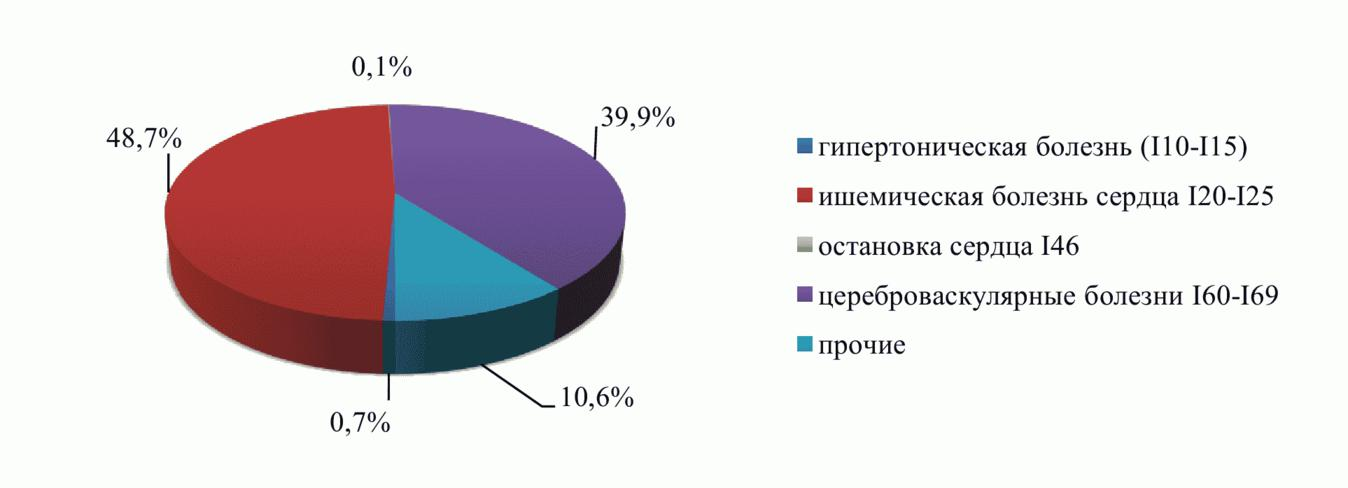 0,1%
39,9%
48,7%
10,6%
0,7%
гипертоническая болезнь (I10-I15)
ишемическая болезнь сердца I20-I25
остановка сердца I46
цереброваскулярные болезни I60-I69
прочие